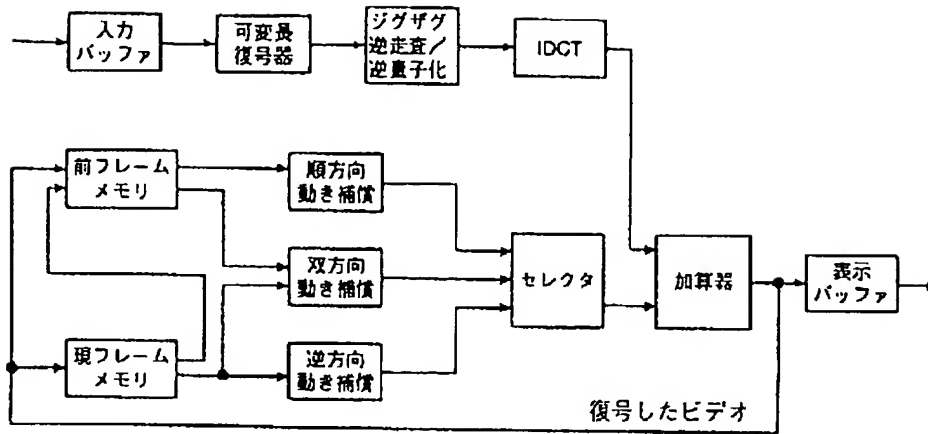 入力
バッファ
可変長
復号器
ジグザグ
逆走査／
逆量子化
IDCT
前フレーム
メモリ
順方向
動き補償
双方向
動き補償
セレクタ
加算器
表示
バッファ
現フレーム
メモリ
逆方向
動き補償
復号したビデオ